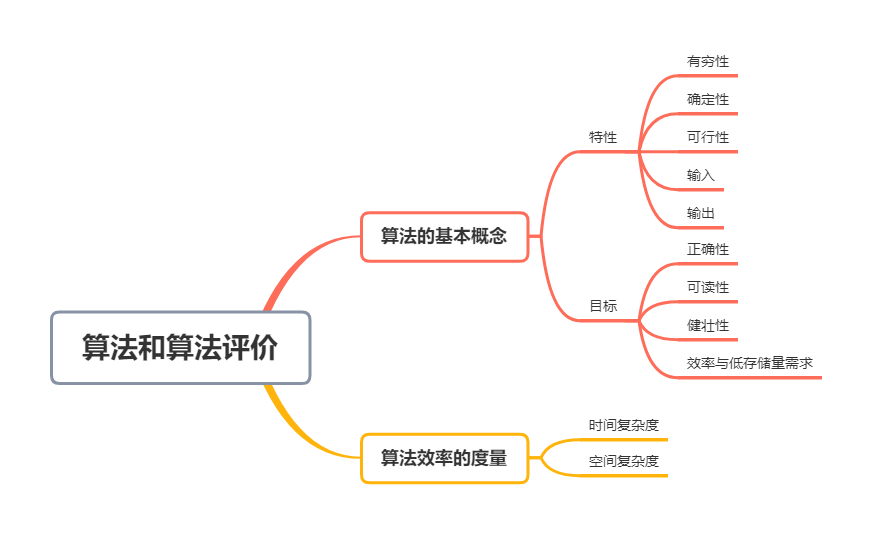 算法和算法评价
算法的基本概念
特性
有穷性
确定性
可行性
输入
输出
目标
正确性
可读性
健壮性
效率与低存储量需求
算法效率的度量
时间复杂度
空间复杂度